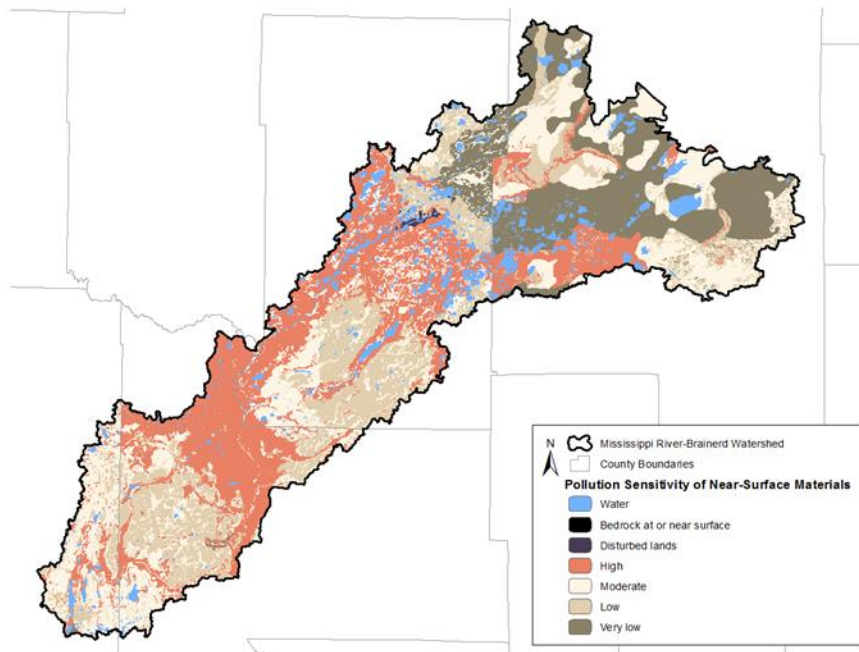 N
Mississippi River-Brainerd Watershed
County Boundaries
Pollution Sensitivity of Near-Surface Materials
Water
Bedrock at or near surface
Disturbed lands
High
Moderate
Low
Very low